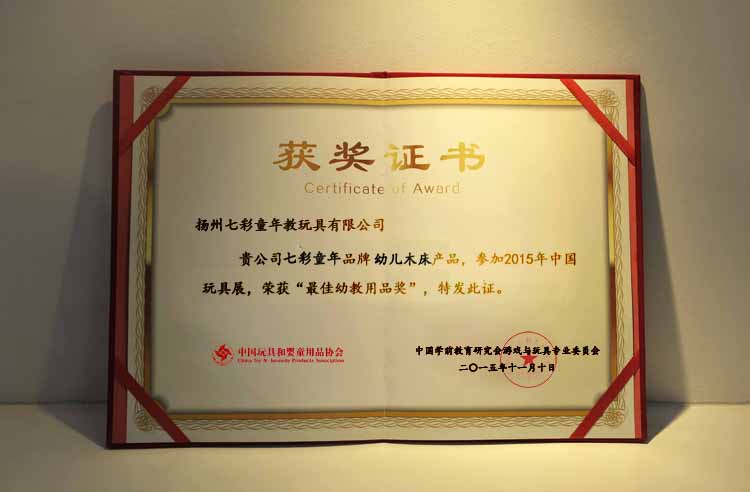 获奖证书
Certificate of Award
扬州七彩童年教玩具有限公司
贵公司七彩童年品牌幼儿木床产品，参加2015年中国
玩具展，荣获“最佳幼教用品奖”，特发此证。
中国玩具和婴童用品协会
China Toy & Juvenile Products Association
中国学前教育研究会游戏与玩具专业委员会
二〇一五年十一月十日